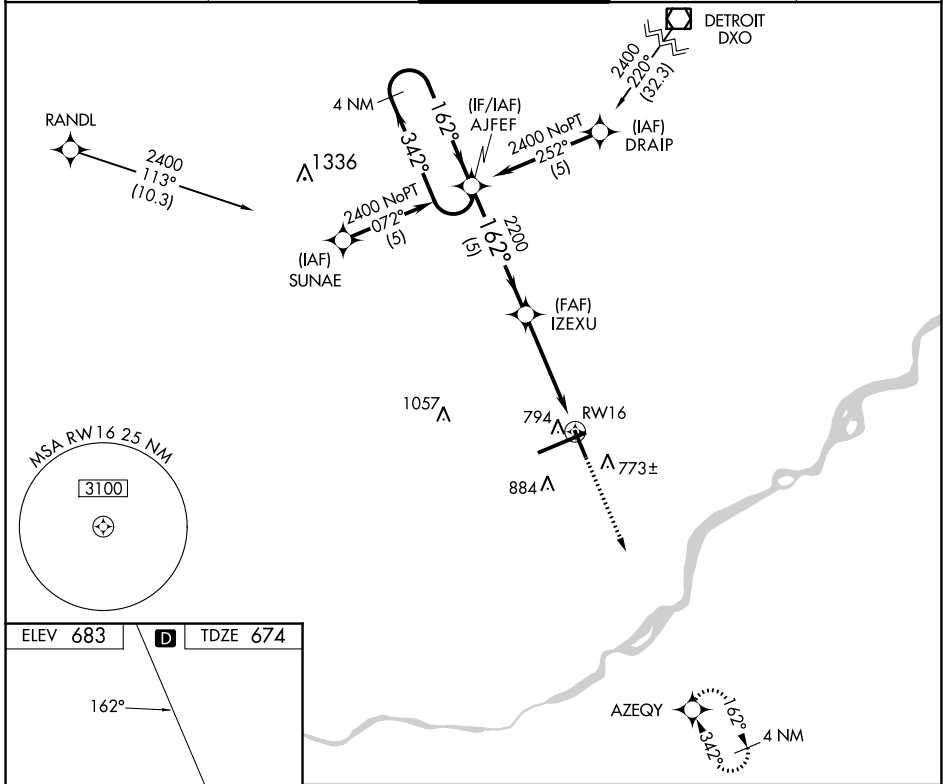 DETROIT
DXO
2400
220°
(32.3)
4 NM
162°
342°
(IF/IAF)
AJFEF
2400 NoPT
252°
(5)
(IAF)
DRAIP
RANDL
2400
113°
(10.3)
1336
2400 NoPT
072°
(5)
(IAF)
SUNAE
2200
162°
(5)
(FAF)
IZEXU
1057
794
RW16
773±
884
MSA RW16 25 NM
3100
ELEV 683
D
TDZE 674
162°
AZEQY
162°
342°
4 NM